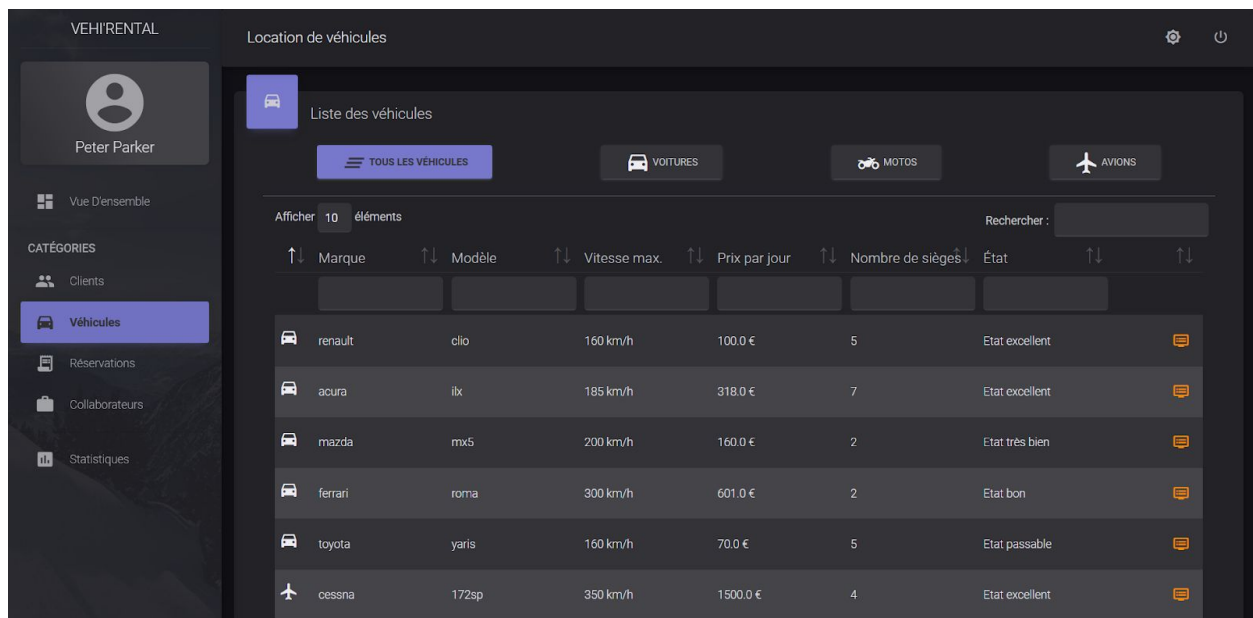 VEHI'RENTAL
Peter Parker
Vue D'ensemble
CATÉGORIES
Clients
Véhicules
Réservations
Collaborateurs
Statistiques
Location de véhicules
Liste des véhicules
TOUS LES VÉHICULES VOITURES MOTOS AVIONS
Afficher 10 éléments Rechercher :
Marque Modèle Vitesse max. Prix par jour Nombre de sièges État
renault clio 160 km/h 100.0 € 5 Etat excellent
acura ilx 185 km/h 318.0 € 7 Etat excellent
mazda mx5 200 km/h 160.0 € 2 Etat très bien
ferrari roma 300 km/h 601.0 € 2 Etat bon
toyota yaris 160 km/h 70.0 € 5 Etat passable
cessna 172sp 350 km/h 1500.0 € 4 Etat excellent